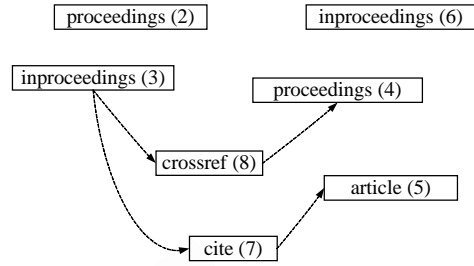 proceedings (2)
inproceedings (6)
inproceedings (3)
proceedings (4)
crossref (8)
article (5)
cite (7)